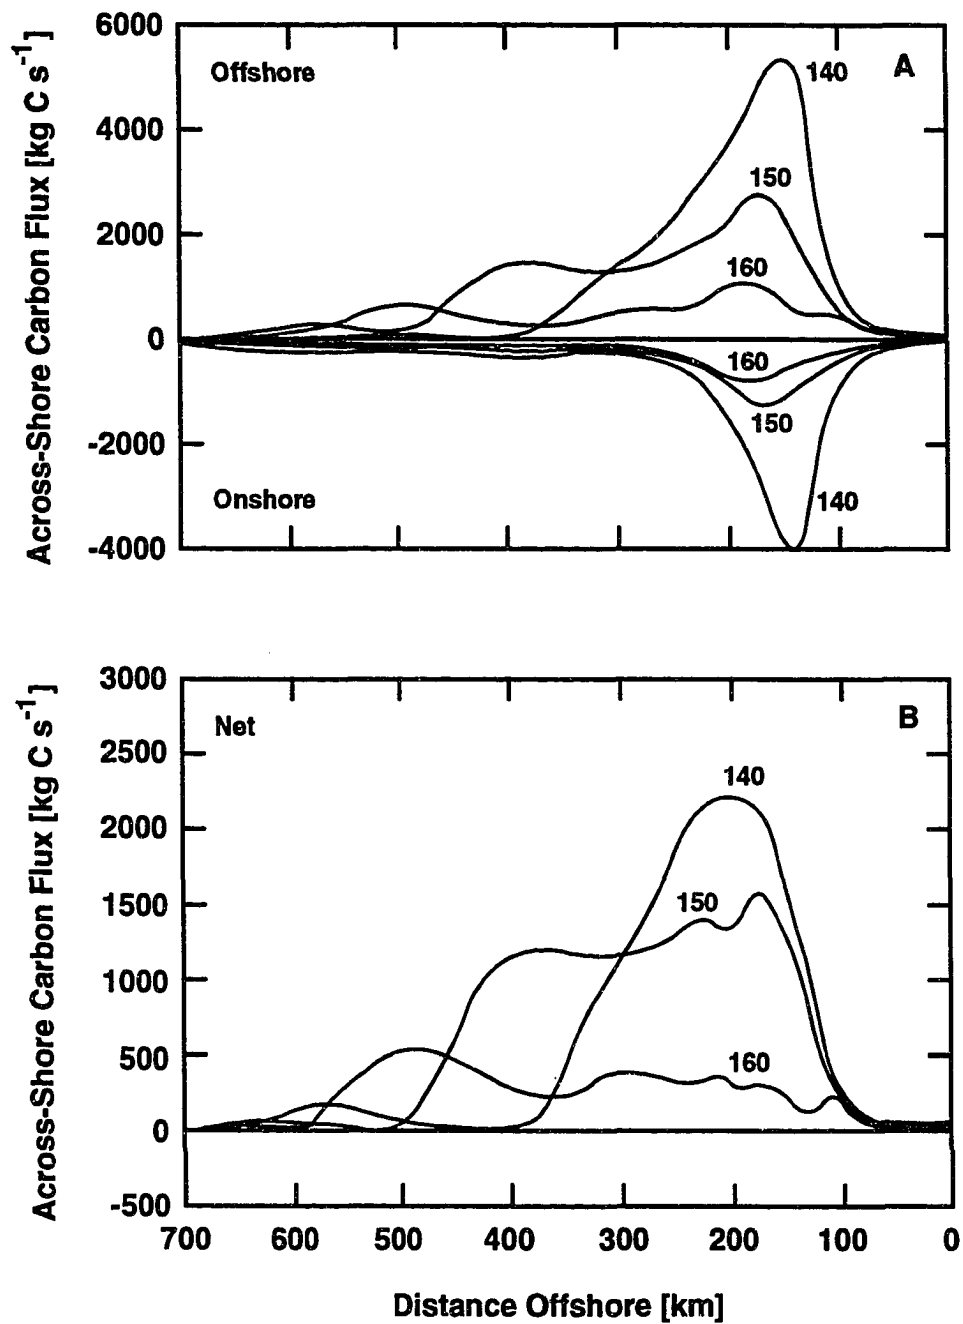 6000
Offshore
A
140
4000
150
2000
160
0
160
150
-2000
Onshore
140
-4000
Across-Shore Carbon Flux [kg C s-1]
3000
Net
B
2500
140
2000
1500
150
1000
500
160
0
-500
700 600 500 400 300 200 100 0
Across-Shore Carbon Flux [kg C s-1]
Distance Offshore [km]